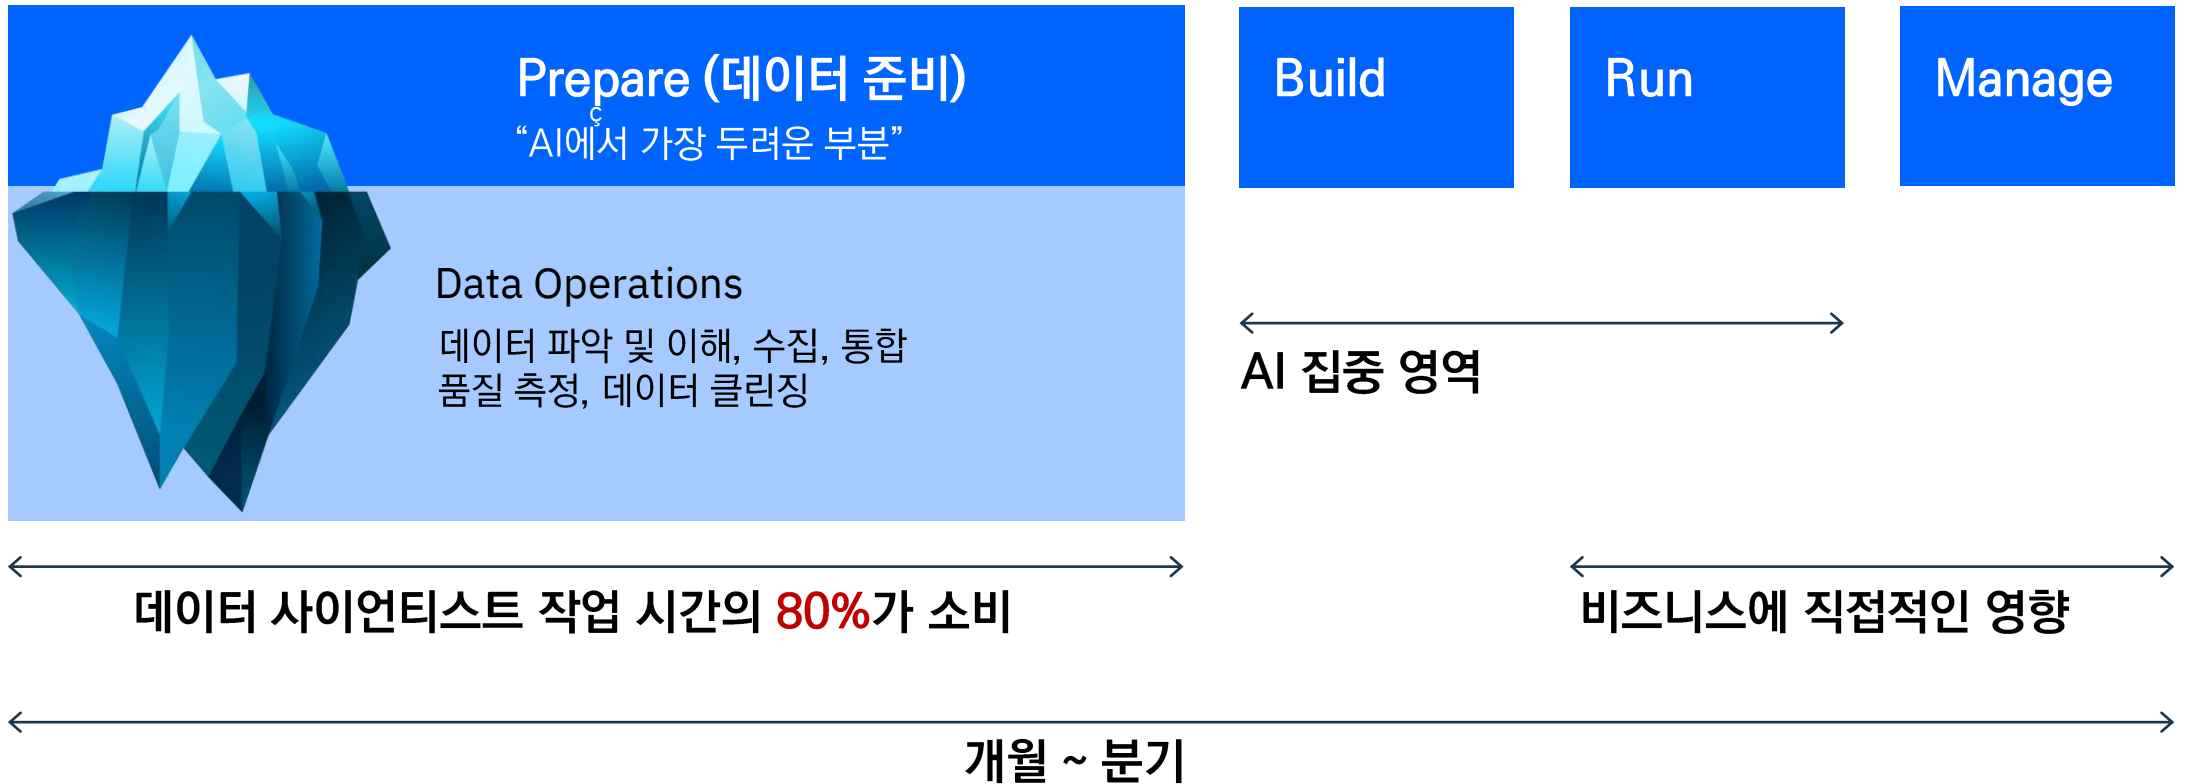 Prepare (데이터 준비)
ç
“AI에서 가장 두려운 부분”
Build
Run
Manage
Data Operations
데이터 파악 및 이해, 수집, 통합
품질 측정, 데이터 클린징
AI 집중 영역
데이터 사이언티스트 작업 시간의 80%가 소비
비즈니스에 직접적인 영향
개월 ~ 분기